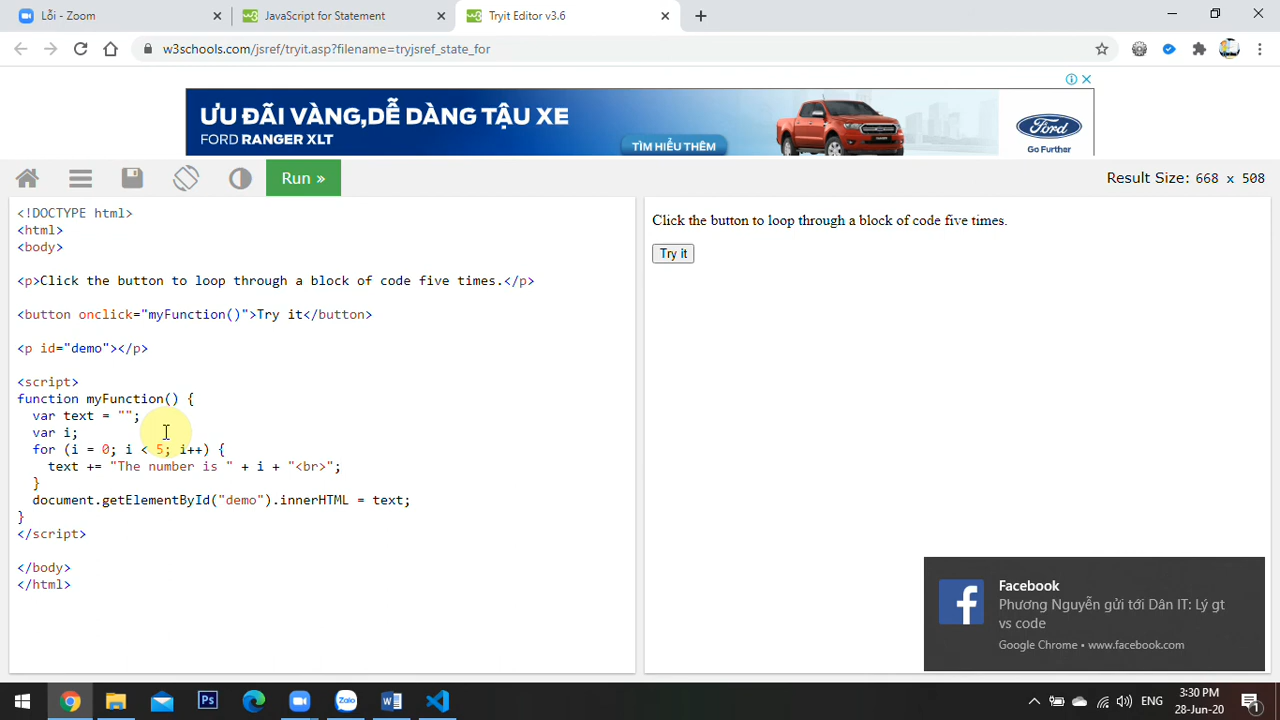 Lỗi - Zoom
JavaScript for Statement
Tryit Editor v3.6
w3schools.com/jsref/tryit.asp?filename=tryjsref_state_for
ƯU ĐÃI VÀNG,DỄ DÀNG TẬU XE
FORD RANGER XLT
TÌM HIỂU THÊM
Ford
Go Further
Run »
Result Size: 668 x 508
<!DOCTYPE html>
<html>
<body>
<p>Click the button to loop through a block of code five times.</p>
<button onclick="myFunction()">Try it</button>
<p id="demo"></p>
<script>
function myFunction() {
  var text = "";
  var i;
  for (i = 0; i < 5; i++) {
    text += "The number is " + i + "<br>";
  }
  document.getElementById("demo").innerHTML = text;
}
</script>
</body>
</html>
Click the button to loop through a block of code five times.
Try it
Facebook
Phương Nguyễn gửi tới Dân IT: Lý gt
vs code
Google Chrome • www.facebook.com
Ps
Zalo
ENG
3:30 PM
28-Jun-20
1